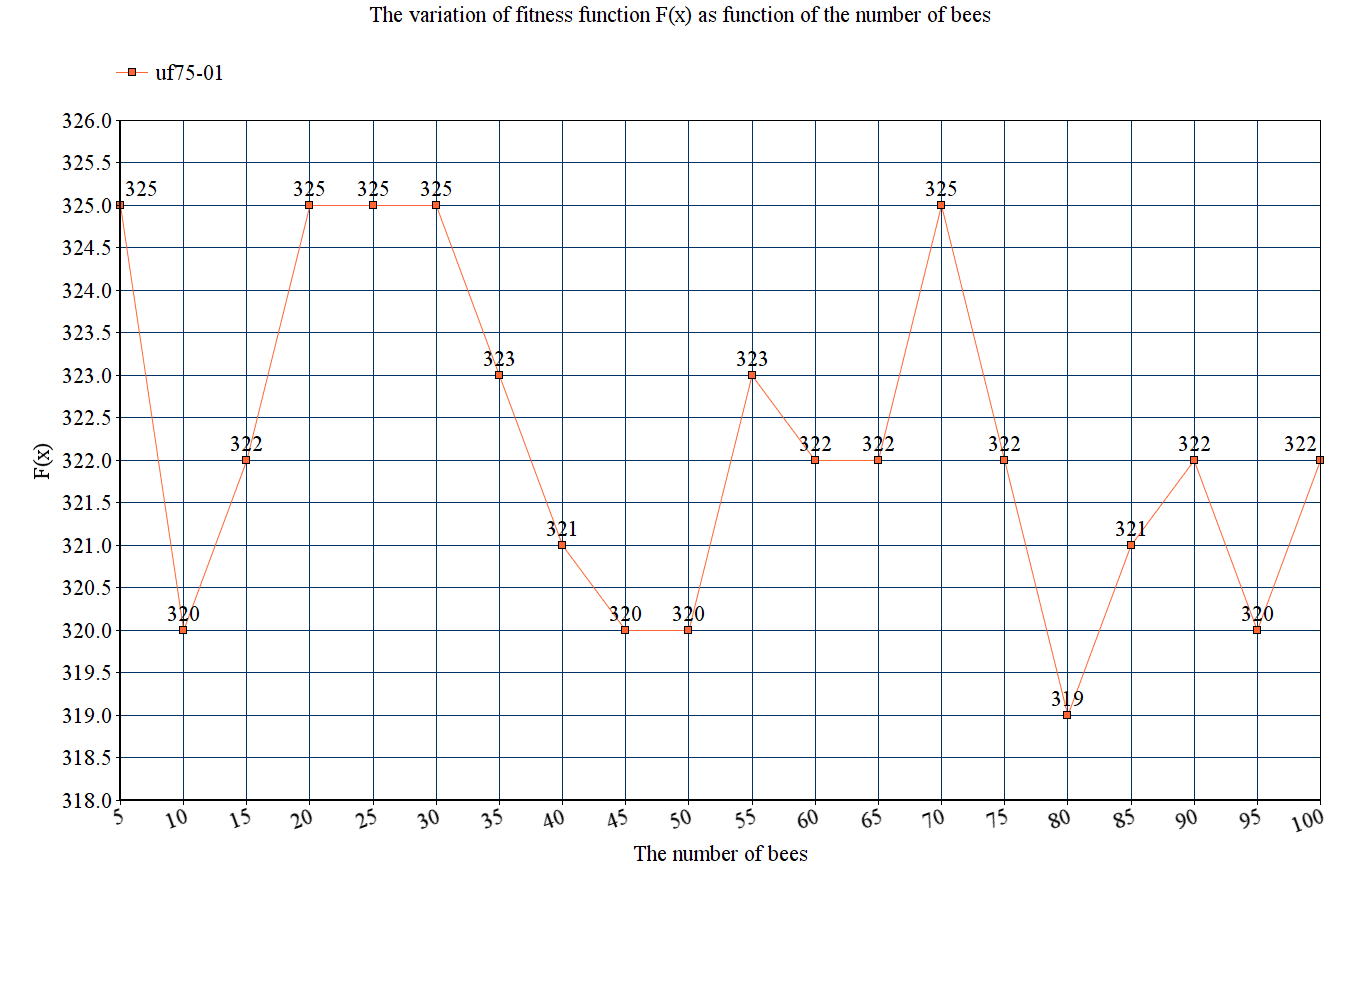 The variation of fitness function F(x) as function of the number of bees
uf75-01
326.0
325.5
325.0
324.5
324.0
323.5
323.0
322.5
322.0
321.5
321.0
320.5
320.0
319.5
319.0
318.5
318.0
F(x)
325 320 322 325 325 325 323 321 320 320 323 322 322 325 322 319 321 322 320 322
5 10 15 20 25 30 35 40 45 50 55 60 65 70 75 80 85 90 95 100
The number of bees